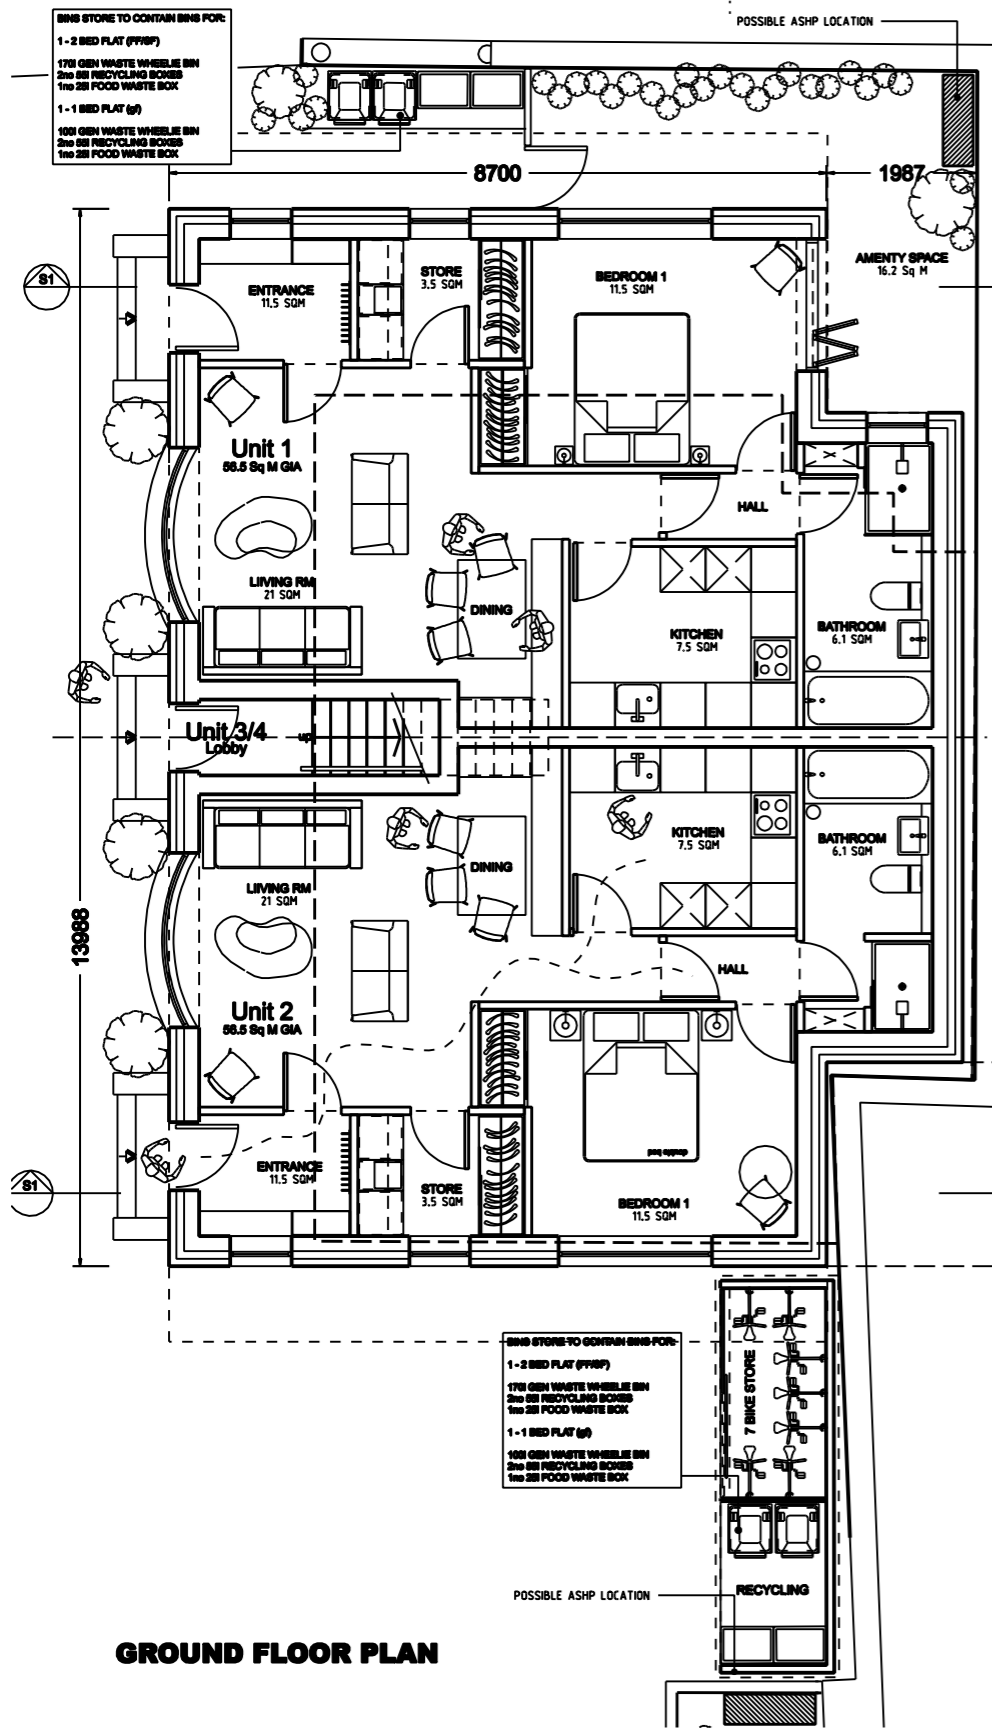 BINS STORE TO CONTAIN BINS FOR:
1 - 2 BED FLAT (FF/SF)
170l GEN WASTE WHEELIE BIN
2no 55l RECYCLING BOXES
1no 25l FOOD WASTE BOX
1 - 1 BED FLAT (gf)
100l GEN WASTE WHEELIE BIN
2no 55l RECYCLING BOXES
1no 25l FOOD WASTE BOX
POSSIBLE ASHP LOCATION
8700
1987
S1
ENTRANCE
11.5 SQM
STORE
3.5 SQM
BEDROOM 1
11.5 SQM
AMENTY SPACE
16.2 Sq M
Unit 1
56.5 Sq M GIA
HALL
LIIVING RM
21 SQM
DINING
KITCHEN
7.5 SQM
BATHROOM
6.1 SQM
Unit 3/4
Lobby
up
KITCHEN
7.5 SQM
BATHROOM
6.1 SQM
DINING
LIIVING RM
21 SQM
13988
HALL
Unit 2
56.5 Sq M GIA
double bed
ENTRANCE
11.5 SQM
STORE
3.5 SQM
BEDROOM 1
11.5 SQM
S1
BINS STORE TO CONTAIN BINS FOR:
1 - 2 BED FLAT (FF/SF)
170l GEN WASTE WHEELIE BIN
2no 55l RECYCLING BOXES
1no 25l FOOD WASTE BOX
1 - 1 BED FLAT (gf)
100l GEN WASTE WHEELIE BIN
2no 55l RECYCLING BOXES
1no 25l FOOD WASTE BOX
7 BIKE STORE
RECYCLING
POSSIBLE ASHP LOCATION
GROUND FLOOR PLAN